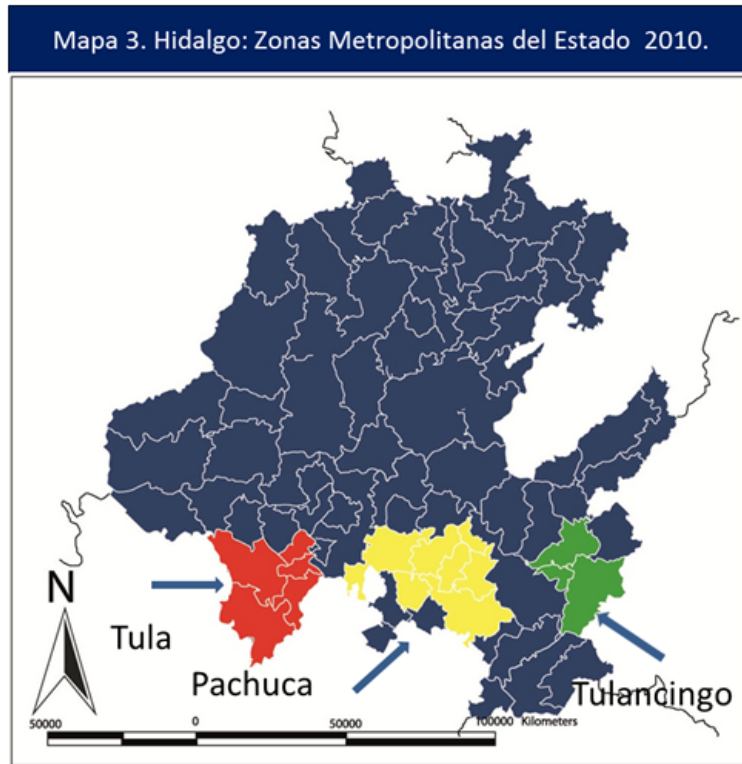 Mapa 3. Hidalgo: Zonas Metropolitanas del Estado 2010.
N
Tula
Pachuca
Tulancingo
50000 0 50000 100000 Kilometers